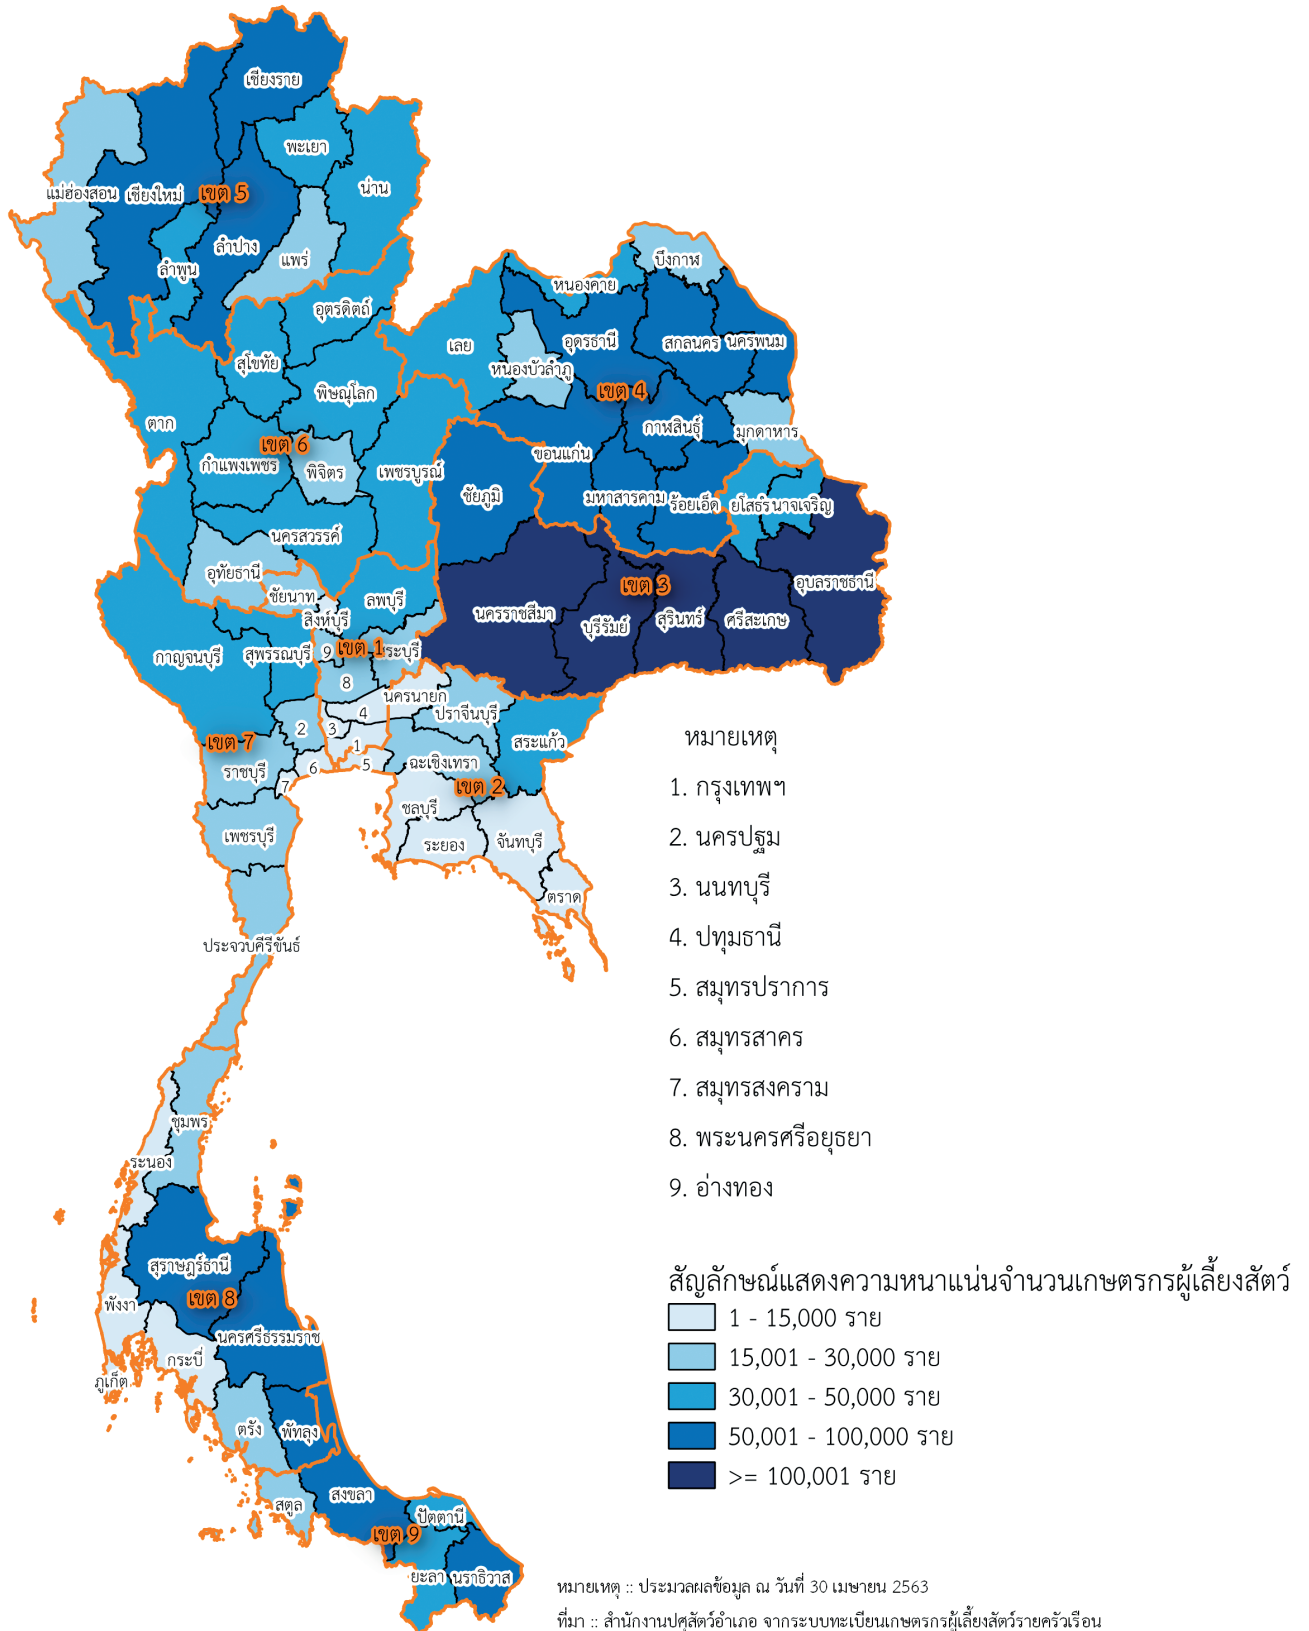 เชียงราย
พะเยา
น่าน
แม่ฮ่องสอน
เชียงใหม่
เขต 5
ลำปาง
แพร่
ลำพูน
บึงกาฬ
หนองคาย
อุตรดิตถ์
เลย
อุดรธานี
สกลนคร
นครพนม
สุโขทัย
หนองบัวลำภู
พิษณุโลก
เขต 4
ตาก
กาฬสินธุ์
มุกดาหาร
เขต 6
ขอนแก่น
กำแพงเพชร
พิจิตร
เพชรบูรณ์
ชัยภูมิ
มหาสารคาม
ร้อยเอ็ด
ยโสธร
นาจเจริญ
นครสวรรค์
อุทัยธานี
อุบลราชธานี
เขต 3
ชัยนาท
ลพบุรี
นครราชสีมา
สิงห์บุรี
บุรีรัมย์
สุรินทร์
ศรีสะเกษ
กาญจนบุรี
สุพรรณบุรี
9
เขต 1
ระบุรี
8
นครนายก
4
ปราจีนบุรี
2
3
1
เขต 7
สระแก้ว
ราชบุรี
6
5
ฉะเชิงเทรา
7
เขต 2
ชลบุรี
เพชรบุรี
ระยอง
จันทบุรี
ตราด
ประจวบคีรีขันธ์
ชุมพร
ระนอง
สุราษฎร์ธานี
พังงา
เขต 8
นครศรีธรรมราช
กระบี่
ภูเก็ต
ตรัง
พัทลุง
สงขลา
สตูล
ปัตตานี
เขต 9
ยะลา
นราธิวาส
หมายเหตุ
1. กรุงเทพฯ
2. นครปฐม
3. นนทบุรี
4. ปทุมธานี
5. สมุทรปราการ
6. สมุทรสาคร
7. สมุทรสงคราม
8. พระนครศรีอยุธยา
9. อ่างทอง
สัญลักษณ์แสดงความหนาแน่นจำนวนเกษตรกรผู้เลี้ยงสัตว์
1 - 15,000 ราย
15,001 - 30,000 ราย
30,001 - 50,000 ราย
50,001 - 100,000 ราย
>= 100,001 ราย
หมายเหตุ :: ประมวลผลข้อมูล ณ วันที่ 30 เมษายน 2563
ที่มา :: สำนักงานปศุสัตว์อำเภอ จากระบบทะเบียนเกษตรกรผู้เลี้ยงสัตว์รายครัวเรือน